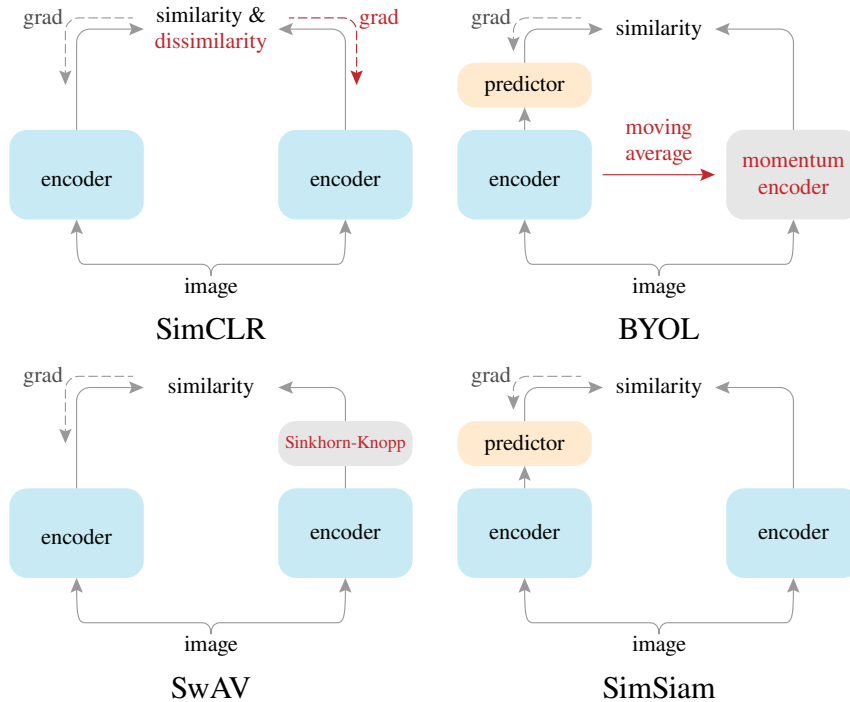 grad
similarity &
dissimilarity
grad
encoder
encoder
image
SimCLR
grad
similarity
predictor
encoder
moving
average
momentum
encoder
image
BYOL
grad
similarity
Sinkhorn-Knopp
encoder
encoder
image
SwAV
grad
similarity
predictor
encoder
encoder
image
SimSiam